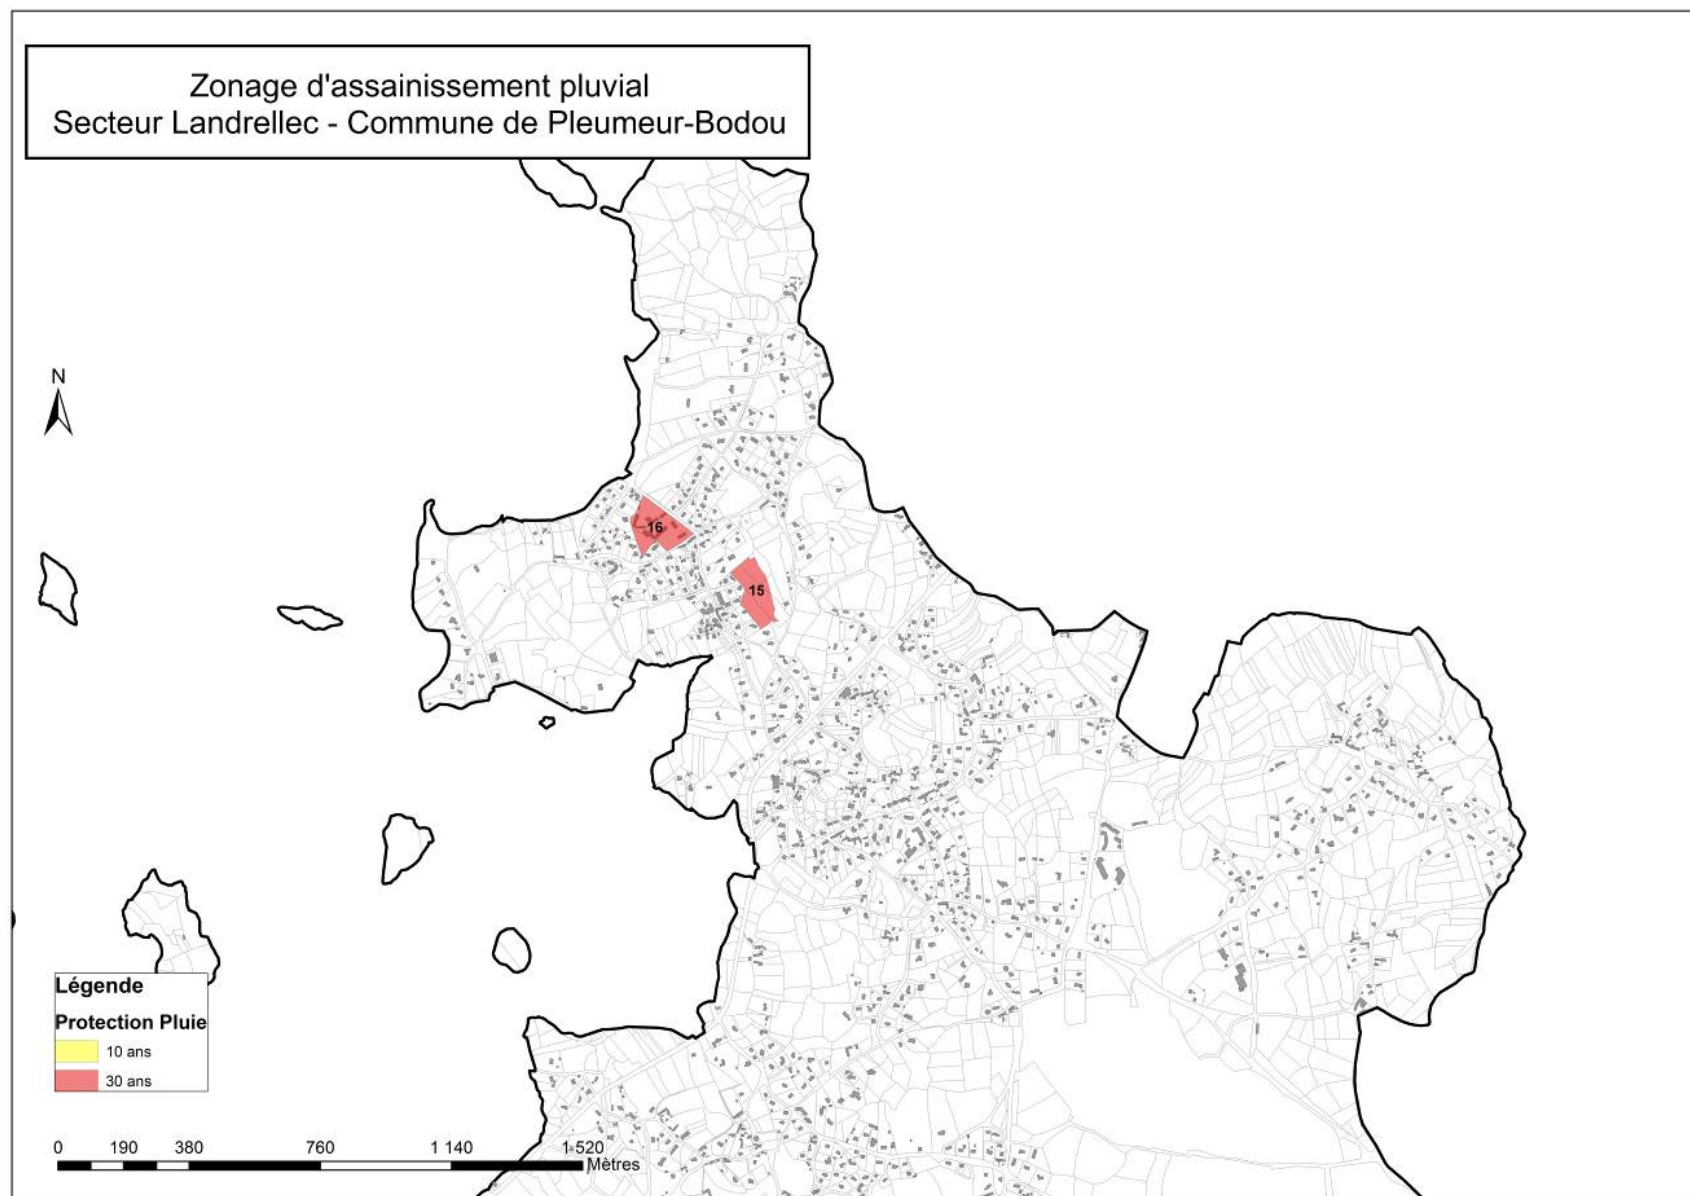 Zonage d'assainissement pluvial
Secteur Landrellec - Commune de Pleumeur-Bodou
N
16
15
Légende
Protection Pluie
10 ans
30 ans
0 190 380 760 1 140 1 520
Mètres